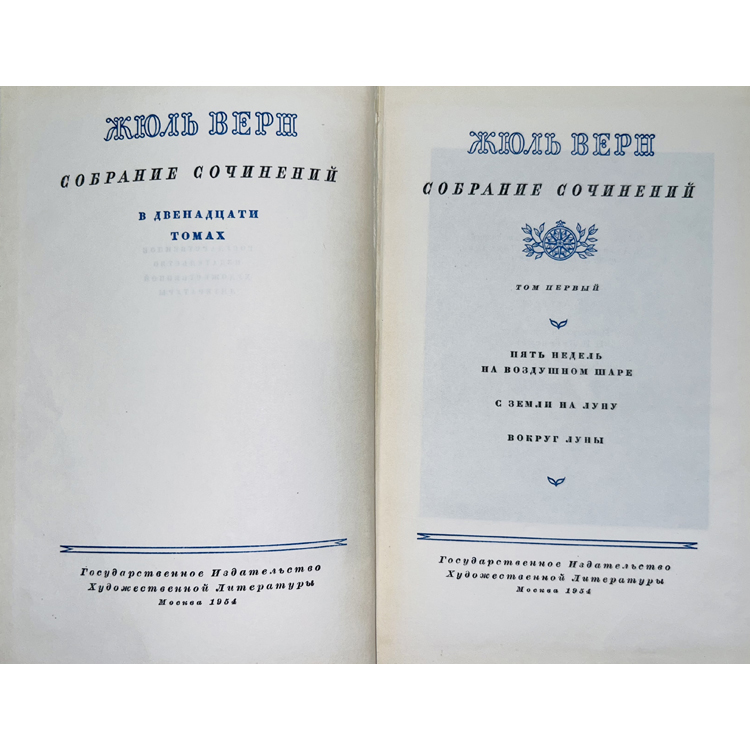 ЖЮЛЬ ВЕРН
СОБРАНИЕ СОЧИНЕНИЙ
В ДВЕНАДЦАТИ
ТОМАХ
Государственное Издательство
Художественной Литературы
Москва 1954
ЖЮЛЬ ВЕРН
СОБРАНИЕ СОЧИНЕНИЙ
ТОМ ПЕРВЫЙ
ПЯТЬ НЕДЕЛЬ
НА ВОЗДУШНОМ ШАРЕ
С ЗЕМЛИ НА ЛУНУ
ВОКРУГ ЛУНЫ
Государственное Издательство
Художественной Литературы
Москва 1954